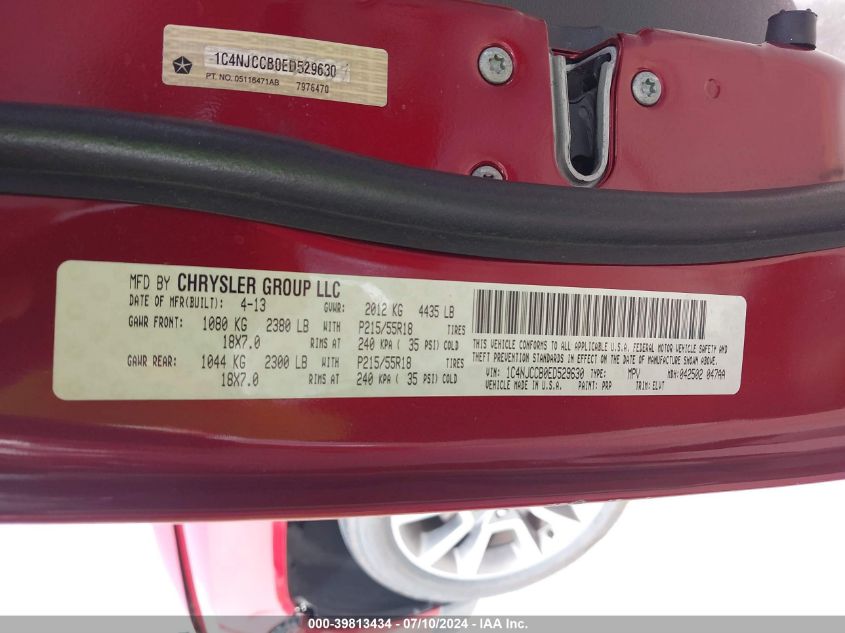 1C4NJCCB0ED529630
PT. NO. 05116471AB 7976470
MFD BY CHRYSLER GROUP LLC
DATE OF MFR(BUILT): 4-13 GVWR: 2012 KG 4435 LB
GAWR FRONT: 1080 KG 2380 LB WITH P215/55R18 TIRES
18X7.0 RIMS AT 240 KPA ( 35 PSI) COLD
GAWR REAR: 1044 KG 2300 LB WITH P215/55R18 TIRES
18X7.0 RIMS AT 240 KPA ( 35 PSI) COLD
THIS VEHICLE CONFORMS TO ALL APPLICABLE U.S.A. FEDERAL MOTOR VEHICLE SAFETY AND
THEFT PREVENTION STANDARDS IN EFFECT ON THE DATE OF MANUFACTURE SHOWN ABOVE.
VIN: 1C4NJCCB0ED529630 TYPE: MPV MDH: 042502 047AA
VEHICLE MADE IN U.S.A. PAINT: PRP TRIM: ELVT
000-39813434 / 07/10/2024 - IAA Inc.